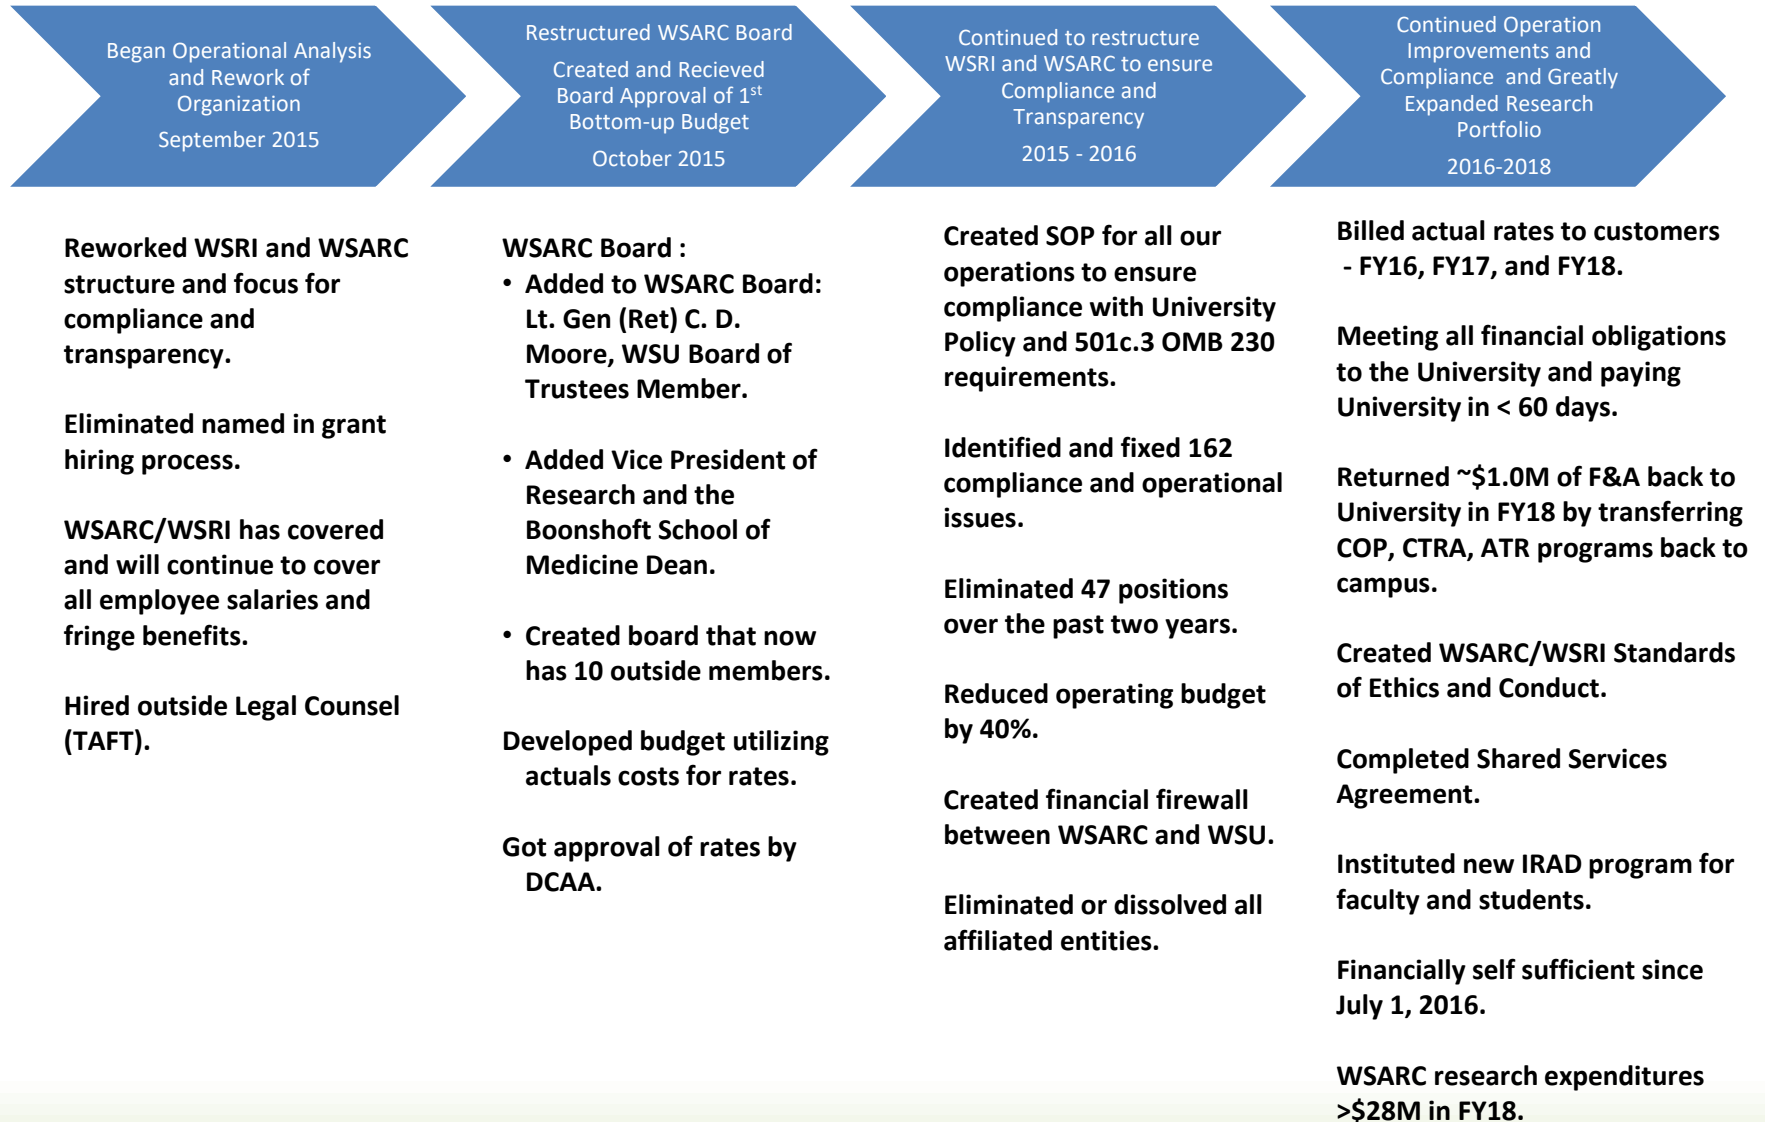 Began Operational Analysis
and Rework of
Organization
September 2015
Restructured WSARC Board
Created and Recieved
Board Approval of 1st
Bottom-up Budget
October 2015
Continued to restructure
WSRI and WSARC to ensure
Compliance and
Transparency
2015 - 2016
Continued Operation
Improvements and
Compliance and Greatly
Expanded Research
Portfolio
2016-2018
Reworked WSRI and WSARC
structure and focus for
compliance and
transparency.
Eliminated named in grant
hiring process.
WSARC/WSRI has covered
and will continue to cover
all employee salaries and
fringe benefits.
Hired outside Legal Counsel
(TAFT).
WSARC Board :
• Added to WSARC Board:
Lt. Gen (Ret) C. D.
Moore, WSU Board of
Trustees Member.
• Added Vice President of
Research and the
Boonshoft School of
Medicine Dean.
• Created board that now
has 10 outside members.
Developed budget utilizing
actuals costs for rates.
Got approval of rates by
DCAA.
Created SOP for all our
operations to ensure
compliance with University
Policy and 501c.3 OMB 230
requirements.
Identified and fixed 162
compliance and operational
issues.
Eliminated 47 positions
over the past two years.
Reduced operating budget
by 40%.
Created financial firewall
between WSARC and WSU.
Eliminated or dissolved all
affiliated entities.
Billed actual rates to customers
- FY16, FY17, and FY18.
Meeting all financial obligations
to the University and paying
University in < 60 days.
Returned ~$1.0M of F&A back to
University in FY18 by transferring
COP, CTRA, ATR programs back to
campus.
Created WSARC/WSRI Standards
of Ethics and Conduct.
Completed Shared Services
Agreement.
Instituted new IRAD program for
faculty and students.
Financially self sufficient since
July 1, 2016.
WSARC research expenditures
>$28M in FY18.